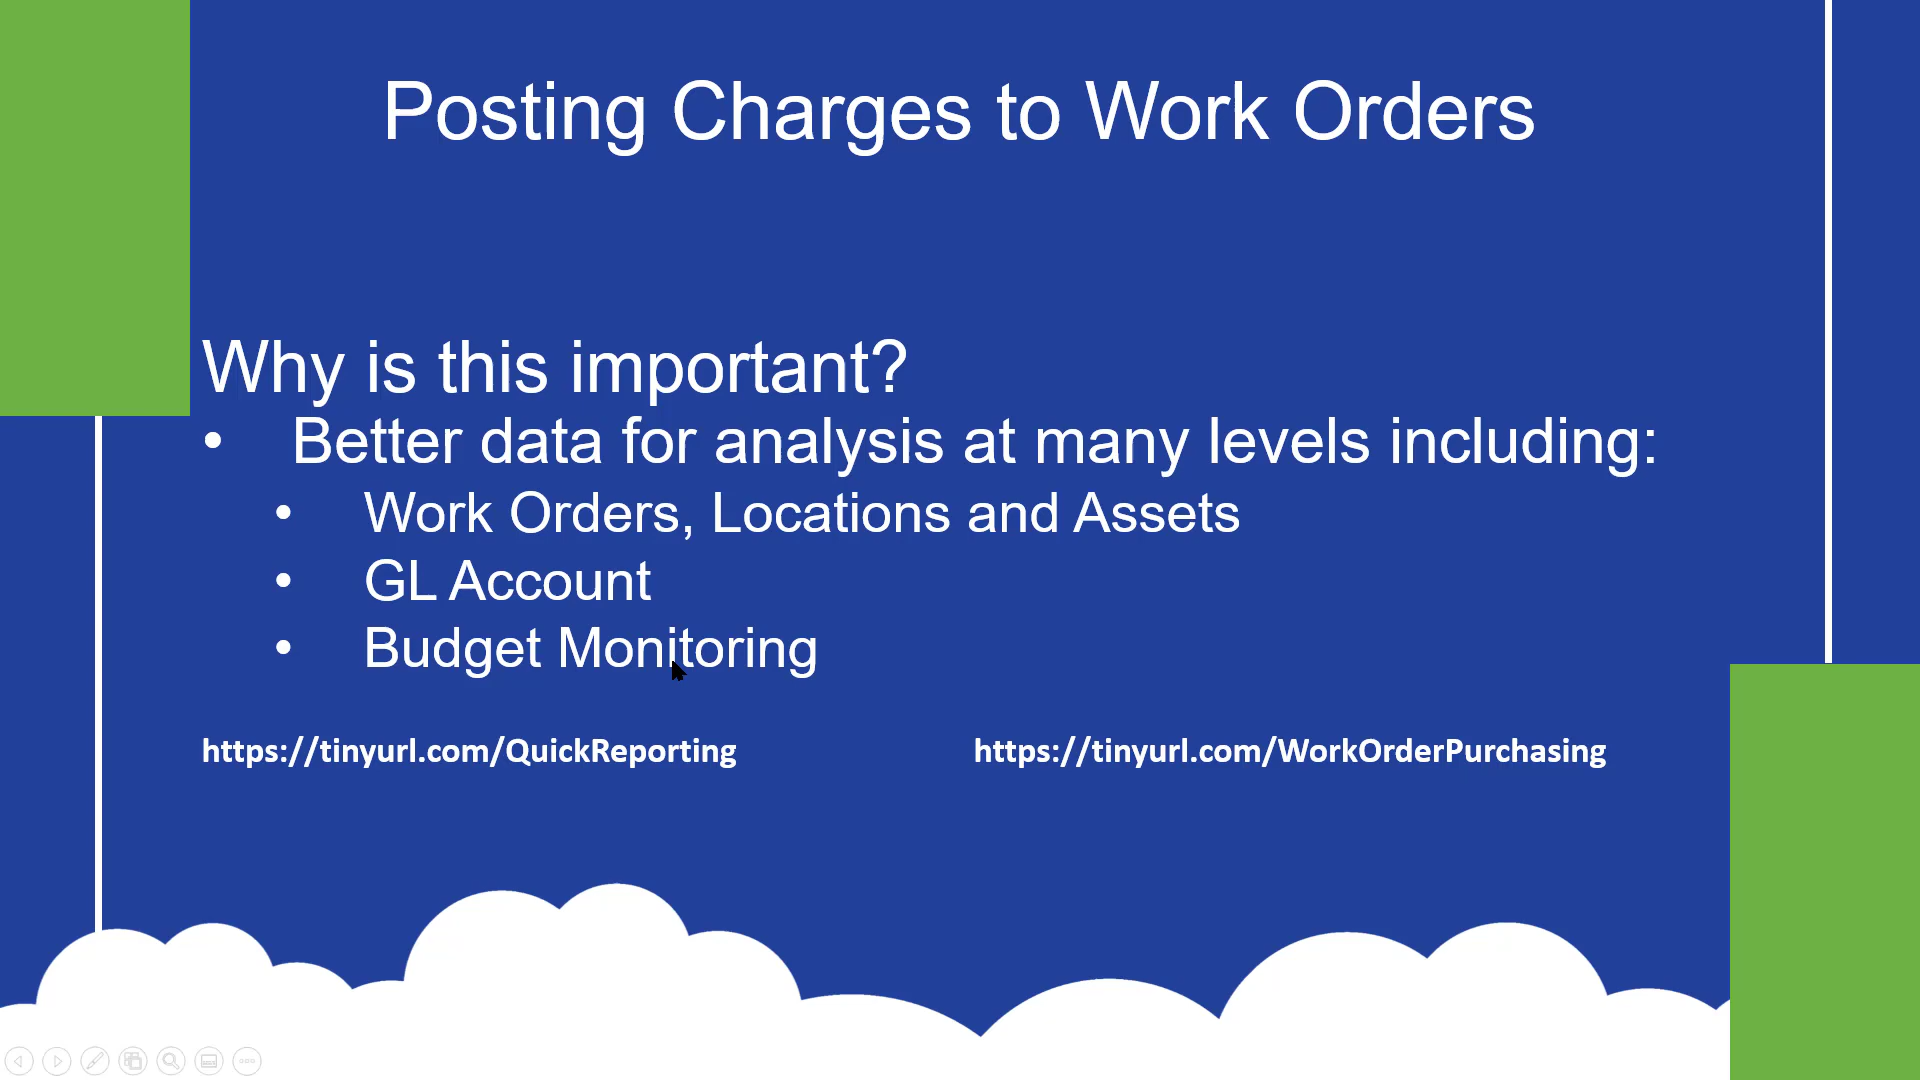 Posting Charges to Work Orders
Why is this important?
• Better data for analysis at many levels including:
• Work Orders, Locations and Assets
• GL Account
• Budget Monitoring
https://tinyurl.com/QuickReporting
https://tinyurl.com/WorkOrderPurchasing